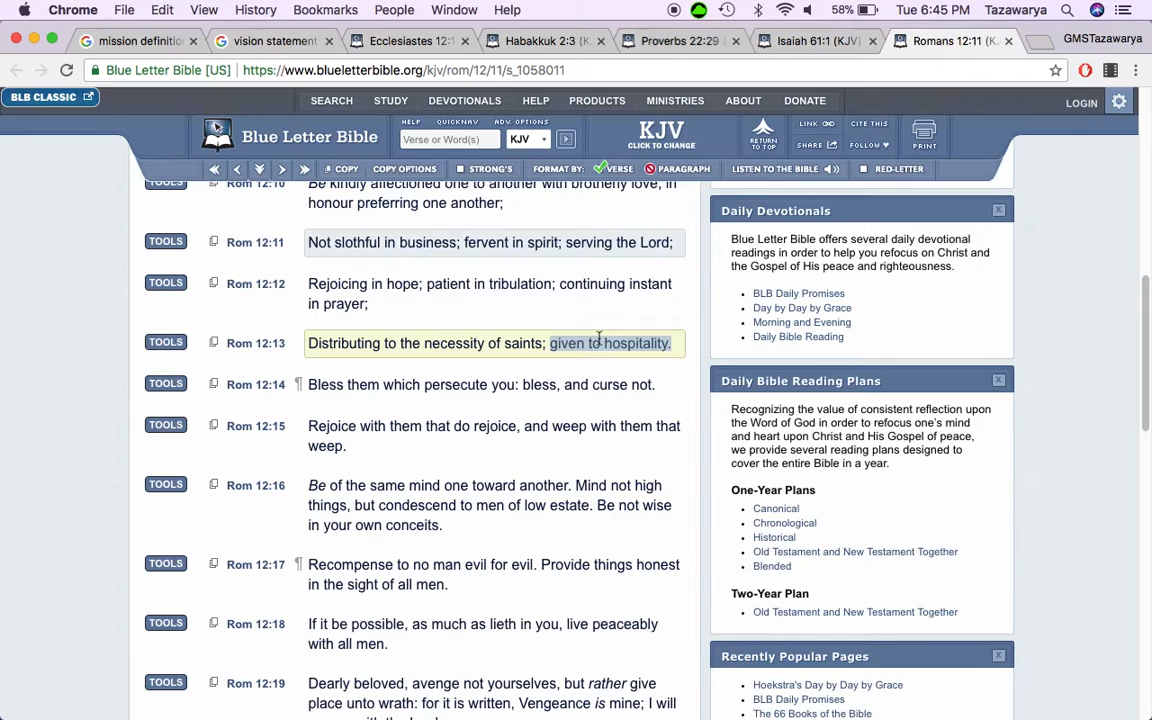 Chrome File Edit View History Bookmarks People Window Help 58% Tue 6:45 PM Tazawarya
mission definition
vision statement
Ecclesiastes 12:1
Habakkuk 2:3 (KJV
Proverbs 22:29 (
Isaiah 61:1 (KJV)
Romans 12:11 (K
GMSTazawarya
Blue Letter Bible [US] https://www.blueletterbible.org/kjv/rom/12/11/s_1058011
BLB CLASSIC
SEARCH STUDY DEVOTIONALS HELP PRODUCTS MINISTRIES ABOUT DONATE LOGIN
Blue Letter Bible
HELP QUICKNAV ADV. OPTIONS
Verse or Word(s) KJV
KJV
CLICK TO CHANGE
RETURN
TO TOP
LINK CITE THIS
SHARE FOLLOW
PRINT
COPY COPY OPTIONS STRONG'S FORMAT BY: VERSE PARAGRAPH LISTEN TO THE BIBLE RED-LETTER
TOOLS Rom 12:10 Be kindly affectioned one to another with brotherly love, in
honour preferring one another;
TOOLS Rom 12:11 Not slothful in business; fervent in spirit; serving the Lord;
TOOLS Rom 12:12 Rejoicing in hope; patient in tribulation; continuing instant
in prayer;
TOOLS Rom 12:13 Distributing to the necessity of saints; given to hospitality.
TOOLS Rom 12:14 ¶ Bless them which persecute you: bless, and curse not.
TOOLS Rom 12:15 Rejoice with them that do rejoice, and weep with them that
weep.
TOOLS Rom 12:16 Be of the same mind one toward another. Mind not high
things, but condescend to men of low estate. Be not wise
in your own conceits.
TOOLS Rom 12:17 ¶ Recompense to no man evil for evil. Provide things honest
in the sight of all men.
TOOLS Rom 12:18 If it be possible, as much as lieth in you, live peaceably
with all men.
TOOLS Rom 12:19 Dearly beloved, avenge not yourselves, but rather give
place unto wrath: for it is written, Vengeance is mine; I will
Daily Devotionals
Blue Letter Bible offers several daily devotional
readings in order to help you refocus on Christ and
the Gospel of His peace and righteousness.
BLB Daily Promises
Day by Day by Grace
Morning and Evening
Daily Bible Reading
Daily Bible Reading Plans
Recognizing the value of consistent reflection upon
the Word of God in order to refocus one's mind
and heart upon Christ and His Gospel of peace,
we provide several reading plans designed to
cover the entire Bible in a year.
One-Year Plans
Canonical
Chronological
Historical
Old Testament and New Testament Together
Blended
Two-Year Plan
Old Testament and New Testament Together
Recently Popular Pages
Hoekstra's Day by Day by Grace
BLB Daily Promises
The 66 Books of the Bible